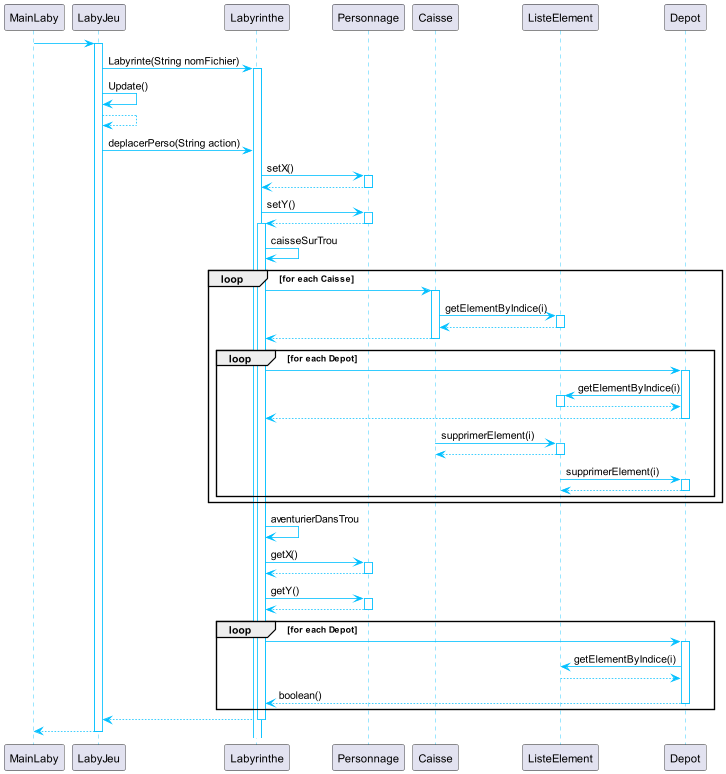 MainLaby LabyJeu Labyrinthe Personnage Caisse ListeElement Depot
Labyrinte(String nomFichier)
Update()
deplacerPerso(String action)
setX()
setY()
caisseSurTrou
loop [for each Caisse]
getElementByIndice(i)
loop [for each Depot]
getElementByIndice(i)
supprimerElement(i)
supprimerElement(i)
aventurierDansTrou
getX()
getY()
loop [for each Depot]
getElementByIndice(i)
boolean()
MainLaby LabyJeu Labyrinthe Personnage Caisse ListeElement Depot